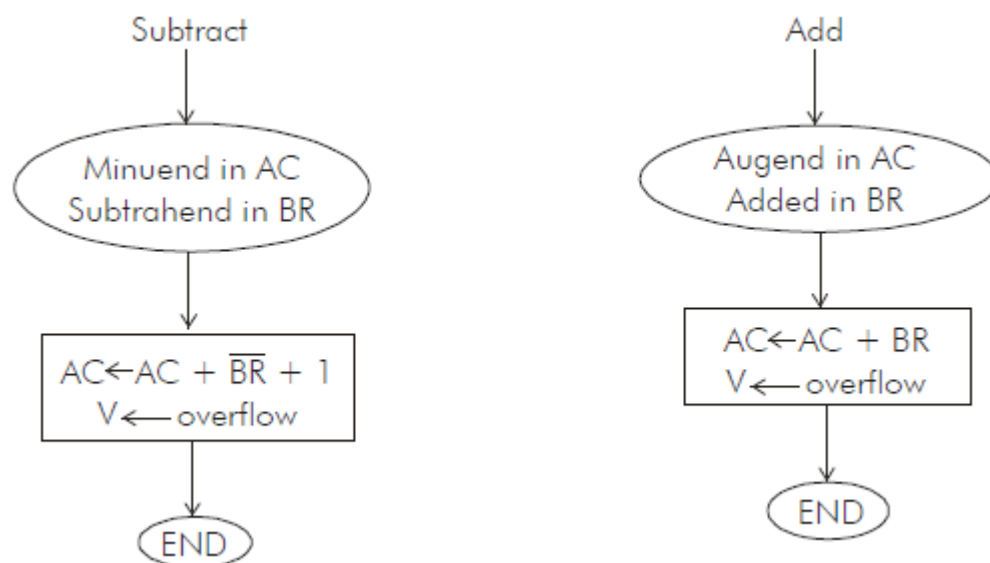 Subtract
Minuend in AC
Subtrahend in BR
AC←AC + B̅R̅ + 1
V ← overflow
END
Add
Augend in AC
Added in BR
AC←AC + BR
V ← overflow
END